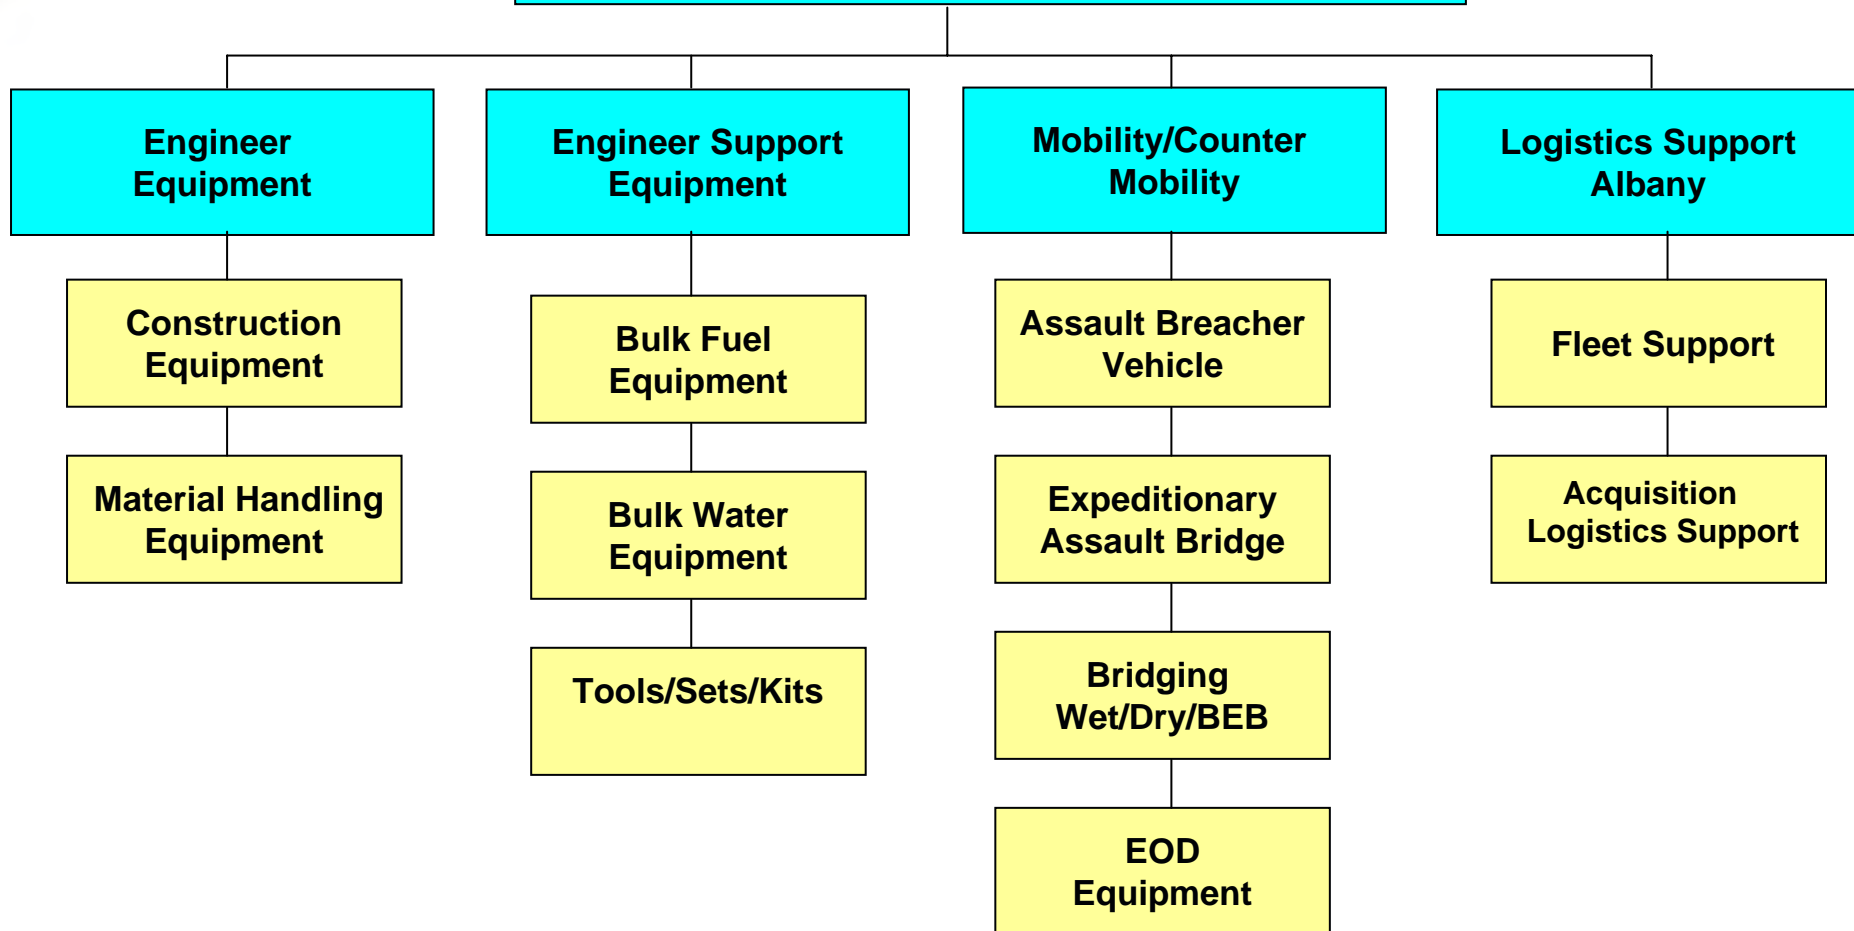 Engineer
Equipment
Engineer Support
Equipment
Mobility/Counter
Mobility
Logistics Support
Albany
Construction
Equipment
Material Handling
Equipment
Bulk Fuel
Equipment
Bulk Water
Equipment
Tools/Sets/Kits
Assault Breacher
Vehicle
Expeditionary
Assault Bridge
Bridging
Wet/Dry/BEB
EOD
Equipment
Fleet Support
Acquisition
Logistics Support